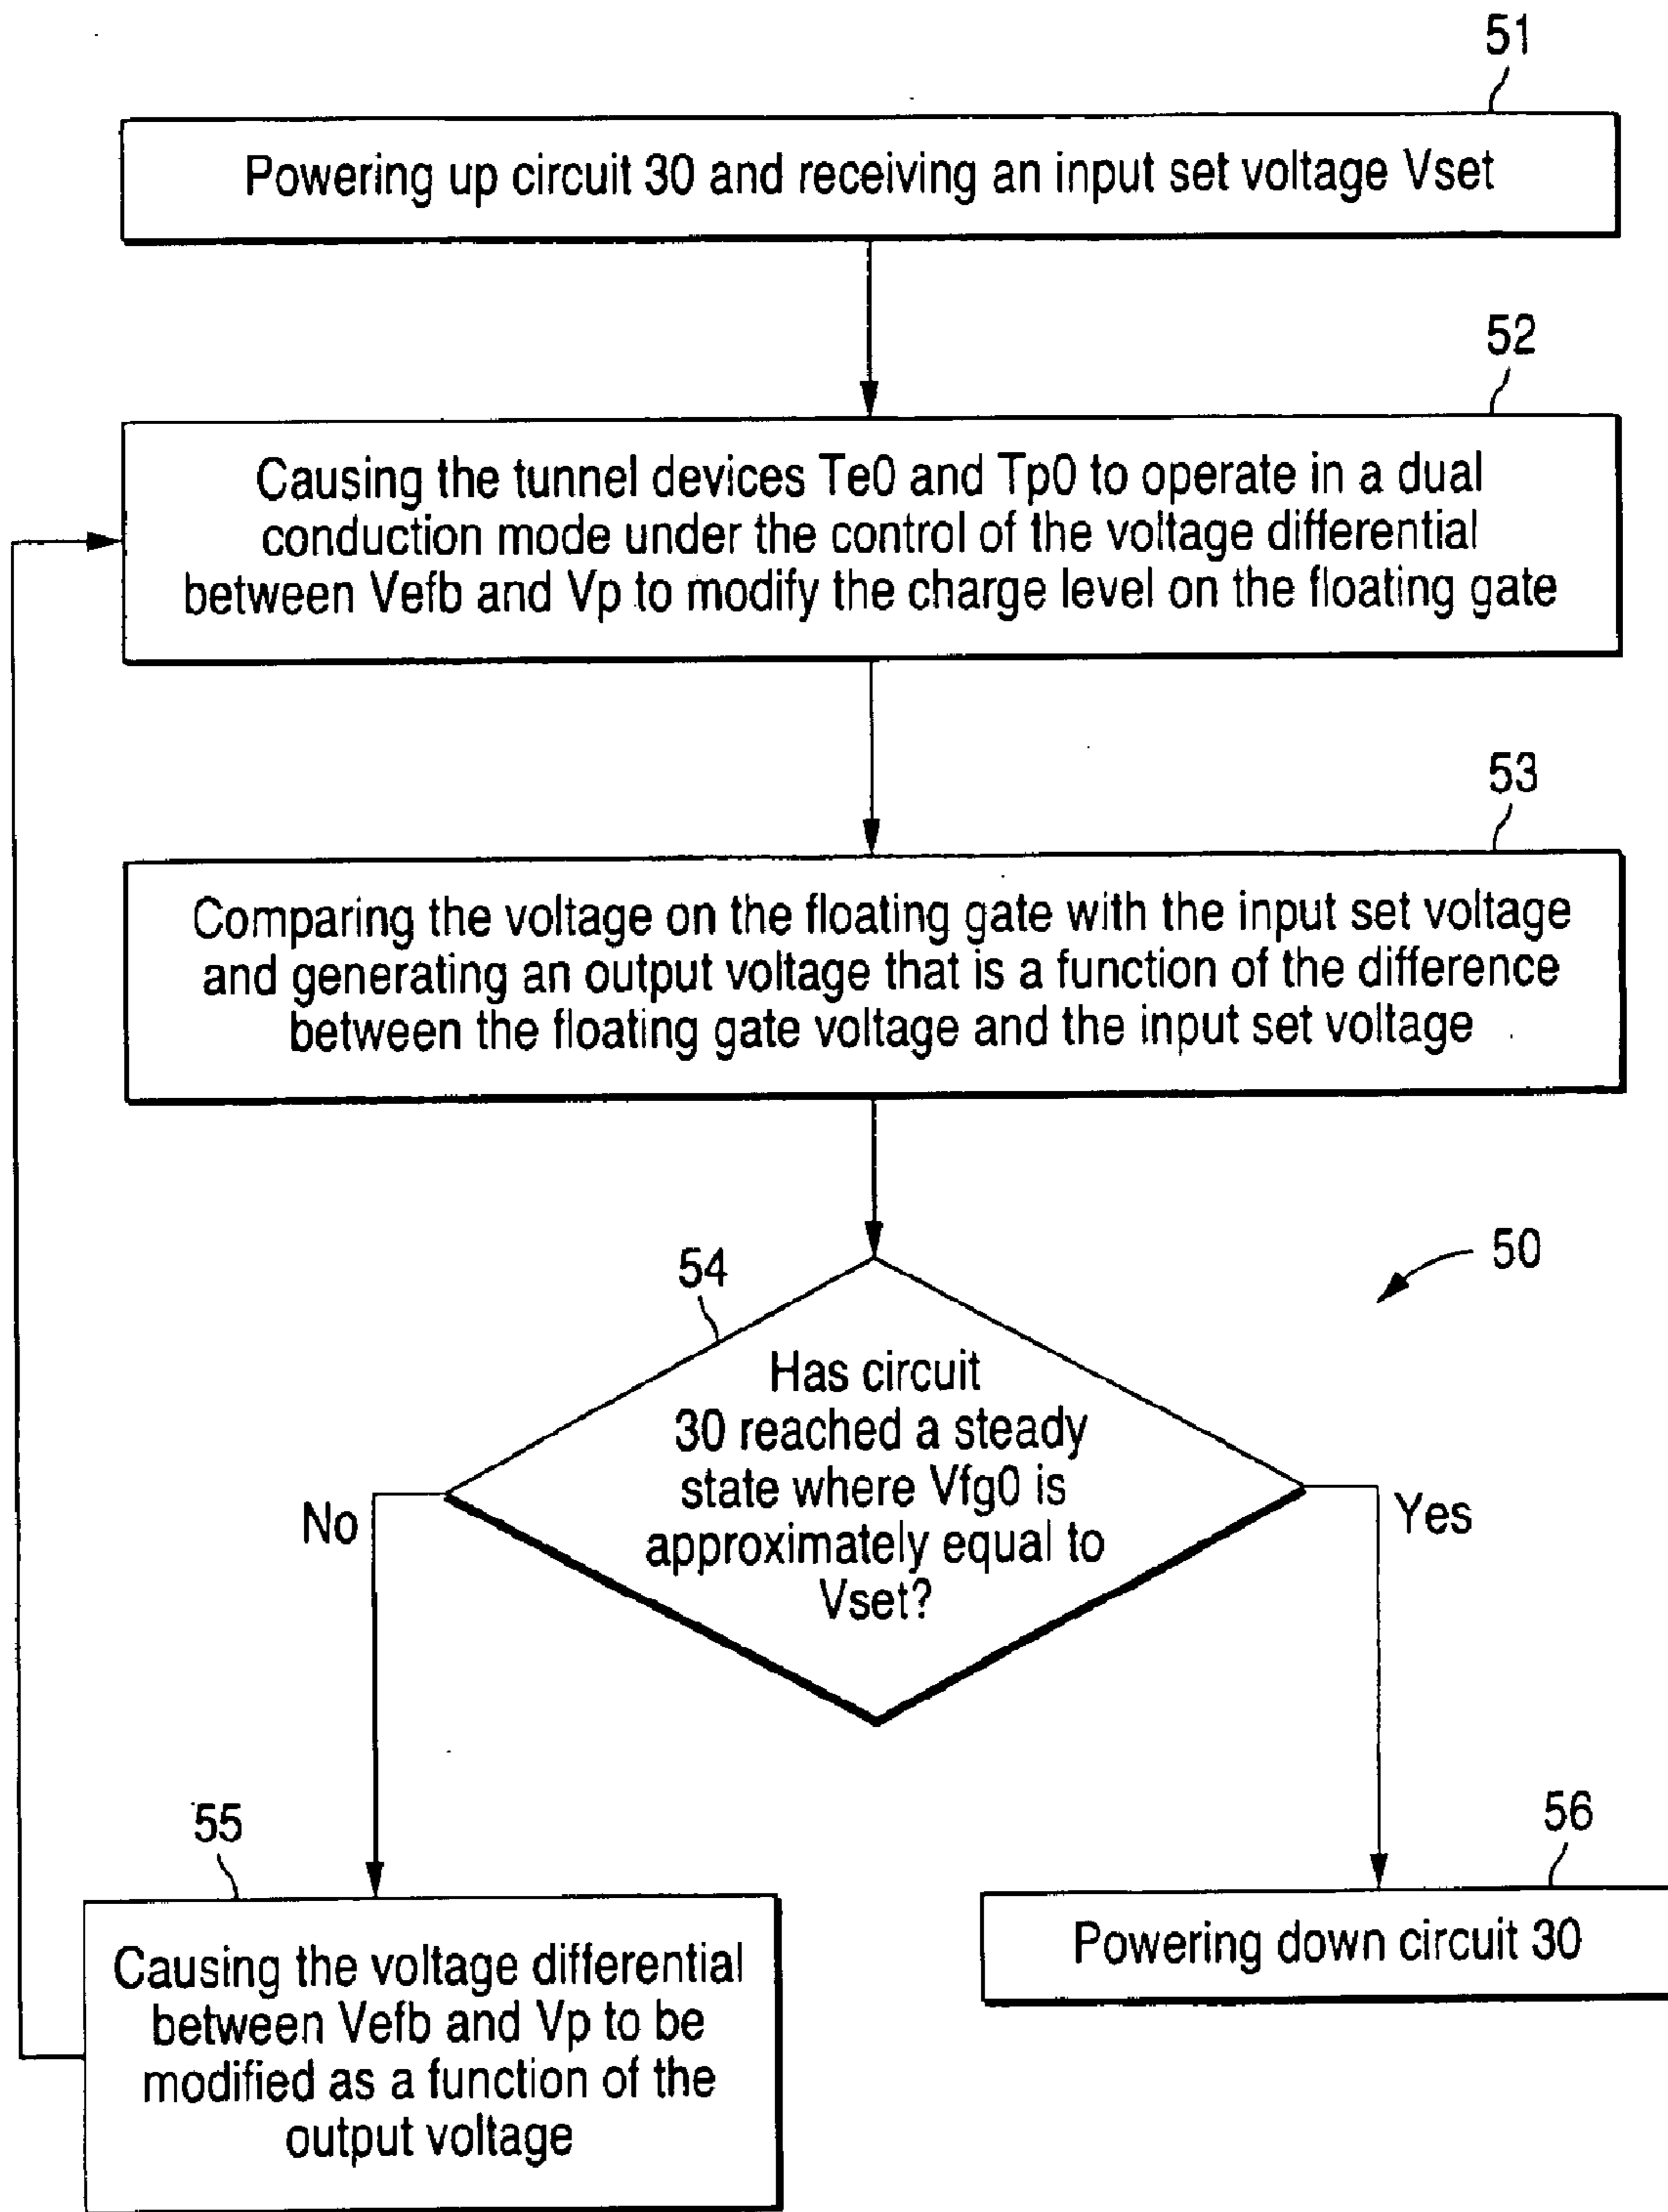 51
Powering up circuit 30 and receiving an input set voltage Vset
52
Causing the tunnel devices Te0 and Tp0 to operate in a dual
conduction mode under the control of the voltage differential
between Vefb and Vp to modify the charge level on the floating gate
53
Comparing the voltage on the floating gate with the input set voltage
and generating an output voltage that is a function of the difference
between the floating gate voltage and the input set voltage
50
54
Has circuit
30 reached a steady
state where Vfg0 is
approximately equal to
Vset?
No
Yes
55
Causing the voltage differential
between Vefb and Vp to be
modified as a function of the
output voltage
56
Powering down circuit 30